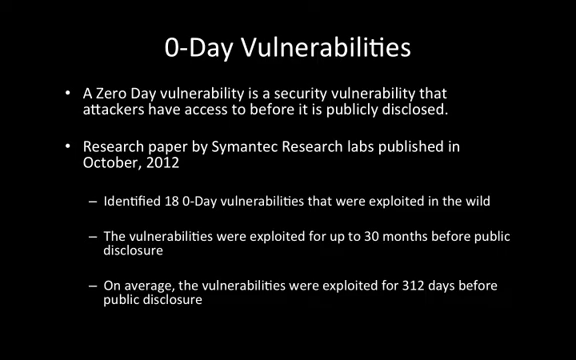 0-Day Vulnerabilities
• A Zero Day vulnerability is a security vulnerability that
attackers have access to before it is publicly disclosed.
• Research paper by Symantec Research labs published in
October, 2012
– Identified 18 0-Day vulnerabilities that were exploited in the wild
– The vulnerabilities were exploited for up to 30 months before public
disclosure
– On average, the vulnerabilities were exploited for 312 days before
public disclosure